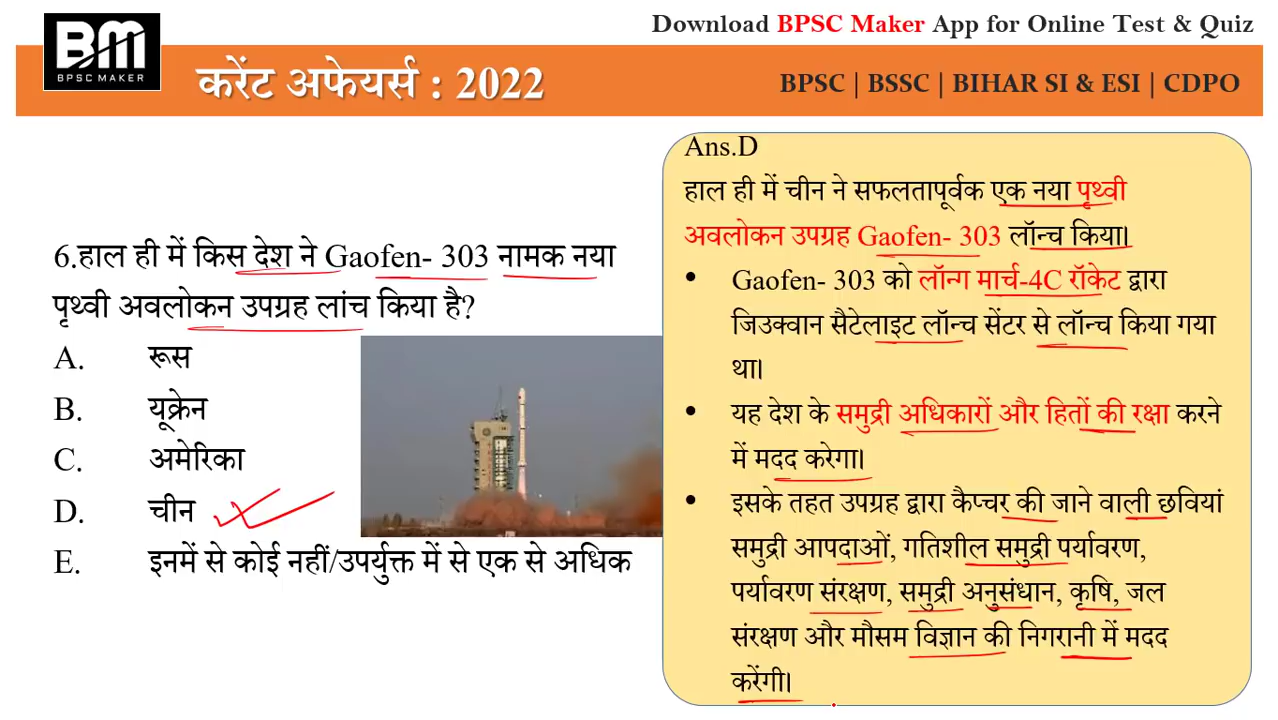 Download BPSC Maker App for Online Test & Quiz
BM
BPSC MAKER
करेंट अफेयर्स : 2022
BPSC | BSSC | BIHAR SI & ESI | CDPO
6.हाल ही में किस देश ने Gaofen- 303 नामक नया
पृथ्वी अवलोकन उपग्रह लांच किया है?
A. रूस
B. यूक्रेन
C. अमेरिका
D. चीन
E. इनमें से कोई नहीं/उपर्युक्त में से एक से अधिक
Ans.D
हाल ही में चीन ने सफलतापूर्वक एक नया पृथ्वी
अवलोकन उपग्रह Gaofen- 303 लॉन्च किया।
• Gaofen- 303 को लॉन्ग मार्च-4C रॉकेट द्वारा
जिउक्वान सैटेलाइट लॉन्च सेंटर से लॉन्च किया गया
था।
• यह देश के समुद्री अधिकारों और हितों की रक्षा करने
में मदद करेगा।
• इसके तहत उपग्रह द्वारा कैप्चर की जाने वाली छवियां
समुद्री आपदाओं, गतिशील समुद्री पर्यावरण,
पर्यावरण संरक्षण, समुद्री अनुसंधान, कृषि, जल
संरक्षण और मौसम विज्ञान की निगरानी में मदद
करेंगी।